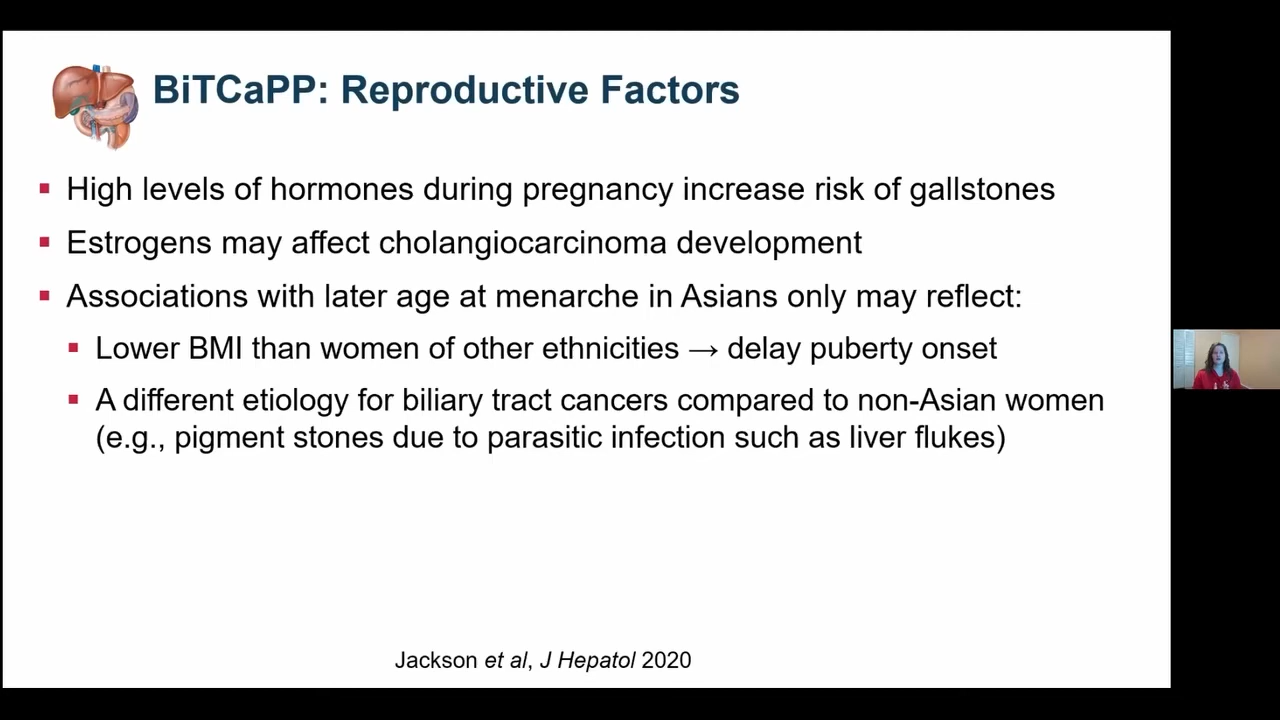 BiTCaPP: Reproductive Factors
High levels of hormones during pregnancy increase risk of gallstones
Estrogens may affect cholangiocarcinoma development
Associations with later age at menarche in Asians only may reflect:
Lower BMI than women of other ethnicities → delay puberty onset
A different etiology for biliary tract cancers compared to non-Asian women
(e.g., pigment stones due to parasitic infection such as liver flukes)
Jackson et al, J Hepatol 2020